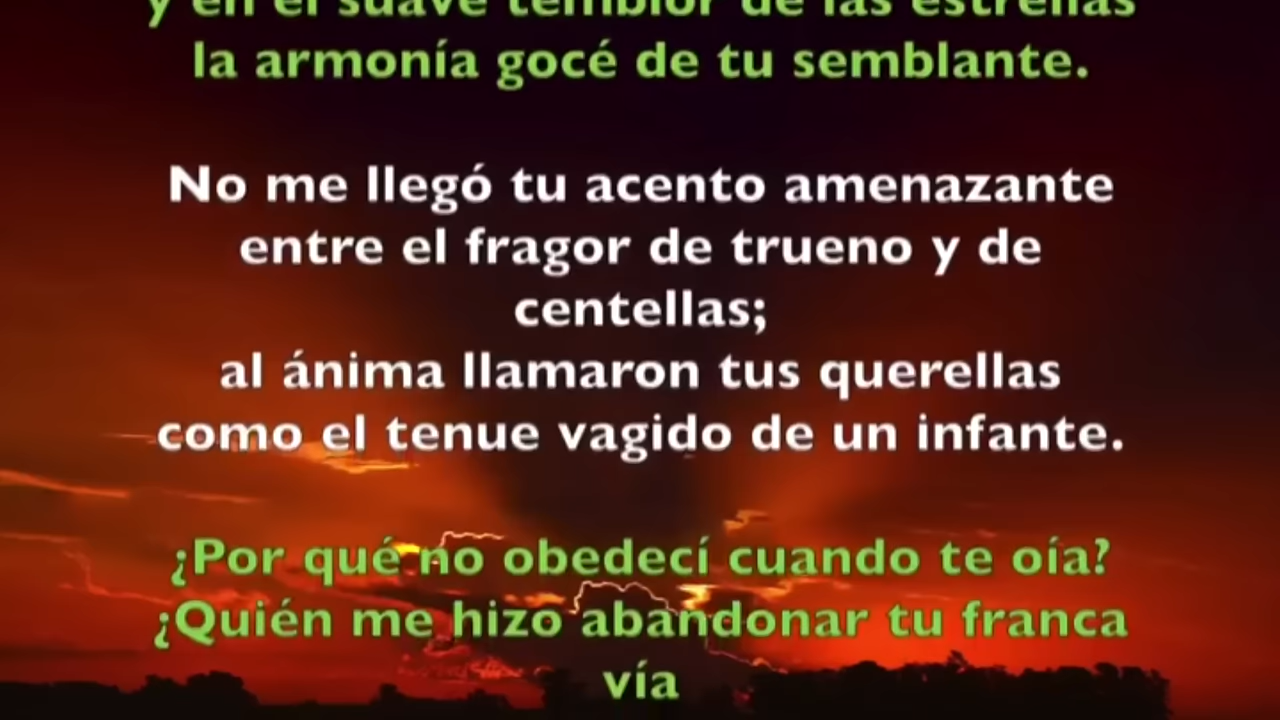 y en el suave temblor de las estrellas
la armonía gocé de tu semblante.
No me llegó tu acento amenazante
entre el fragor de trueno y de
centellas;
al ánima llamaron tus querellas
como el tenue vagido de un infante.
¿Por qué no obedecí cuando te oía?
¿Quién me hizo abandonar tu franca
vía